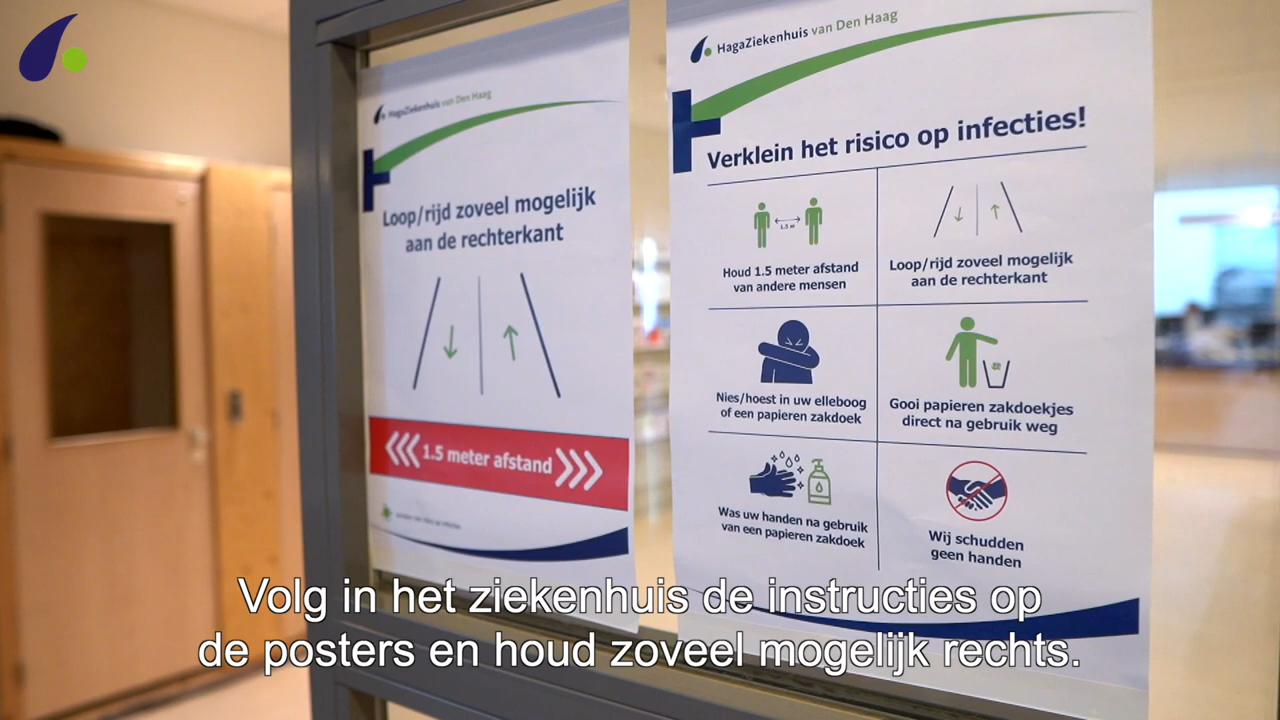 HagaZiekenhuis van Den Haag
Loop/rijd zoveel mogelijk
aan de rechterkant
1.5 meter afstand
HagaZiekenhuis van Den Haag
Verklein het risico op infecties!
1.5 m
Houd 1.5 meter afstand
van andere mensen
Loop/rijd zoveel mogelijk
aan de rechterkant
Nies/hoest in uw elleboog
of een papieren zakdoek
Gooi papieren zakdoekjes
direct na gebruik weg
Was uw handen na gebruik
van een papieren zakdoek
Wij schudden
geen handen
Volg in het ziekenhuis de instructies op
de posters en houd zoveel mogelijk rechts.